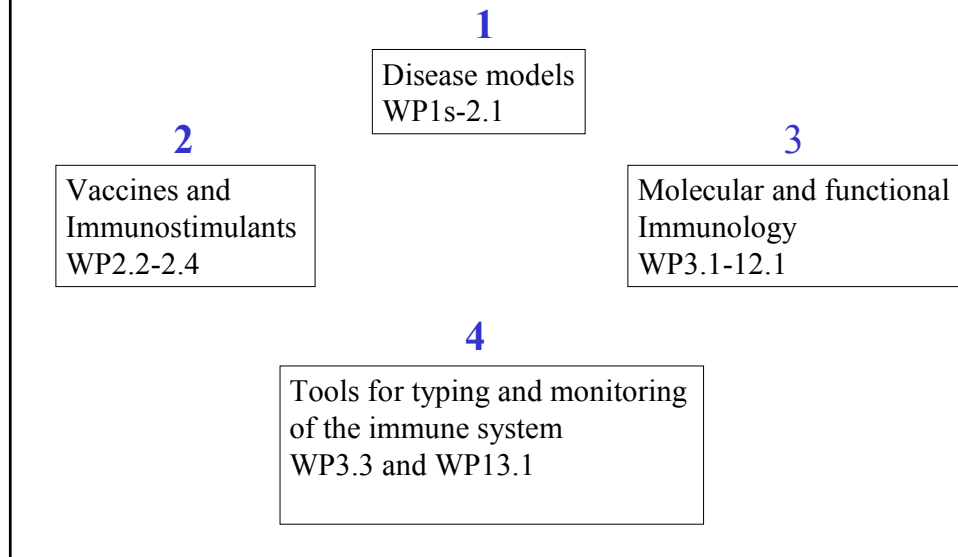 1
Disease models
WP1s-2.1
2
Vaccines and
Immunostimulants
WP2.2-2.4
3
Molecular and functional
Immunology
WP3.1-12.1
4
Tools for typing and monitoring
of the immune system
WP3.3 and WP13.1